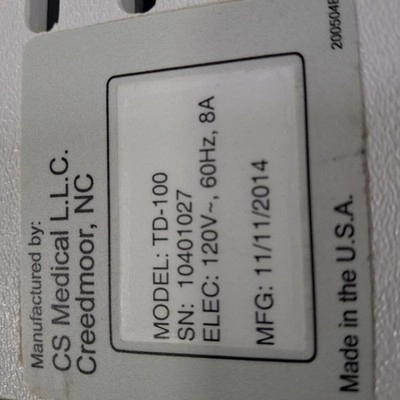 Manufactured by:
CS Medical L.L.C.
Creedmoor, NC
MODEL: TD-100
SN: 10401027
ELEC: 120V~, 60Hz, 8A
MFG: 11/11/2014
Made in the U.S.A.